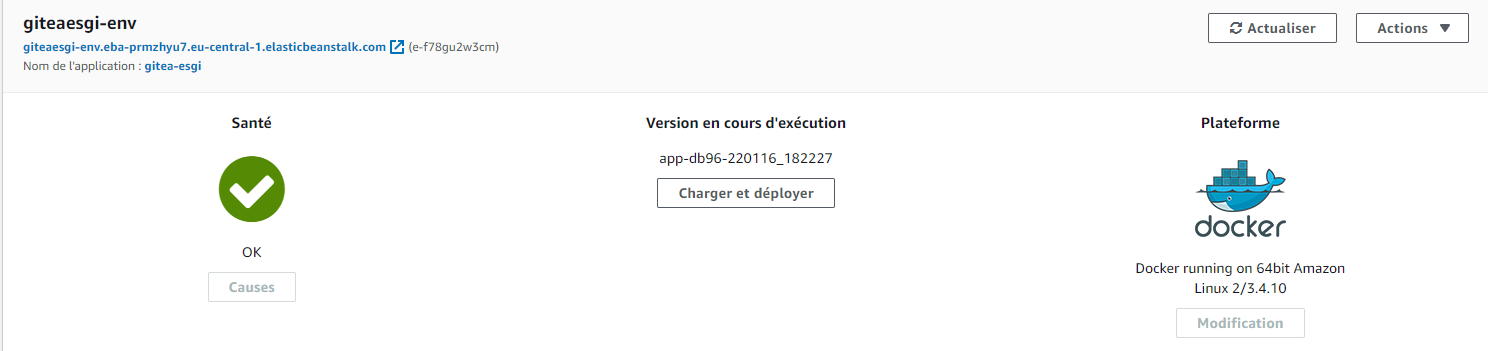 giteaesgi-env
giteaesgi-env.eba-prmzhyu7.eu-central-1.elasticbeanstalk.com (e-f78gu2w3cm)
Nom de l'application : gitea-esgi
Actualiser
Actions
Santé
OK
Causes
Version en cours d'exécution
app-db96-220116_182227
Charger et déployer
Plateforme
docker
Docker running on 64bit Amazon
Linux 2/3.4.10
Modification